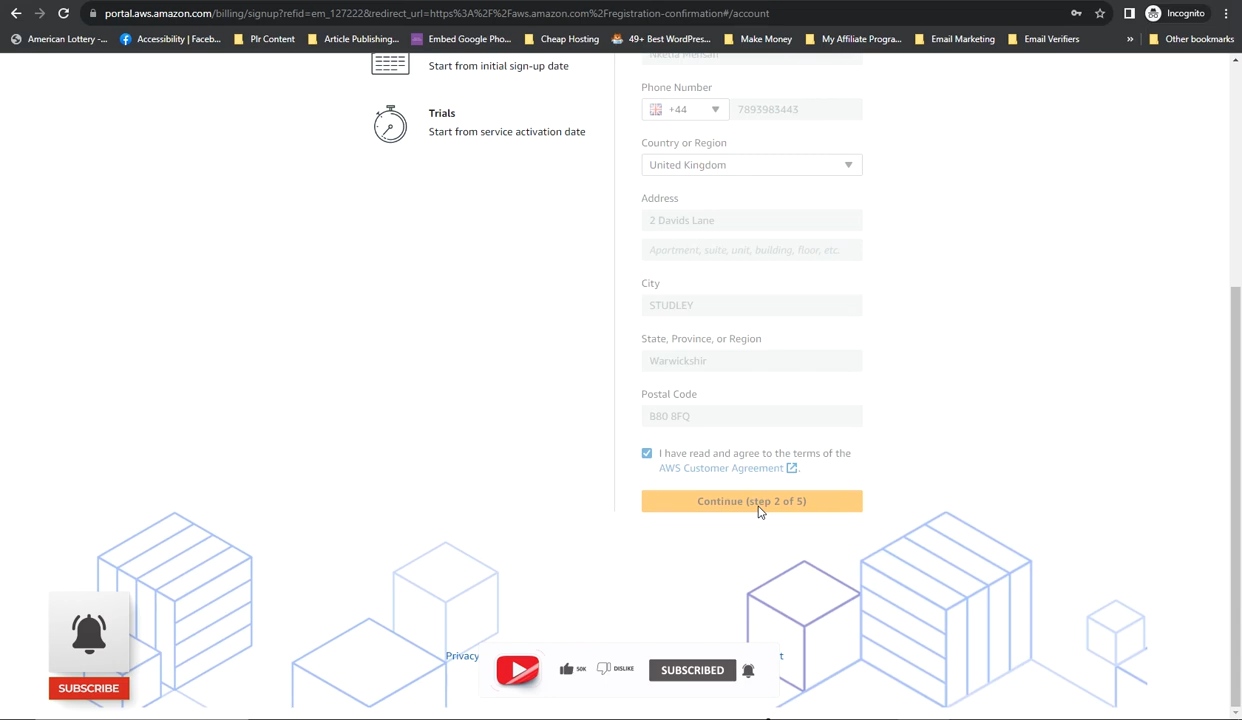 portal.aws.amazon.com/billing/signup?refid=em_127222&redirect_url=https%3A%2F%2Faws.amazon.com%2Fregistration-confirmation#/account
Incognito
American Lottery -...
Accessibility | Faceb...
Plr Content
Article Publishing...
Embed Google Pho...
Cheap Hosting
49+ Best WordPres...
Make Money
My Affiliate Progra...
Email Marketing
Email Verifiers
»
Other bookmarks
Start from initial sign-up date
Trials
Start from service activation date
Phone Number
+44
7893983443
Country or Region
United Kingdom
Address
2 Davids Lane
Apartment, suite, unit, building, floor, etc.
City
STUDLEY
State, Province, or Region
Warwickshir
Postal Code
B80 8FQ
I have read and agree to the terms of the
AWS Customer Agreement .
Continue (step 2 of 5)
Privacy
50K
DISLIKE
SUBSCRIBED
SUBSCRIBE